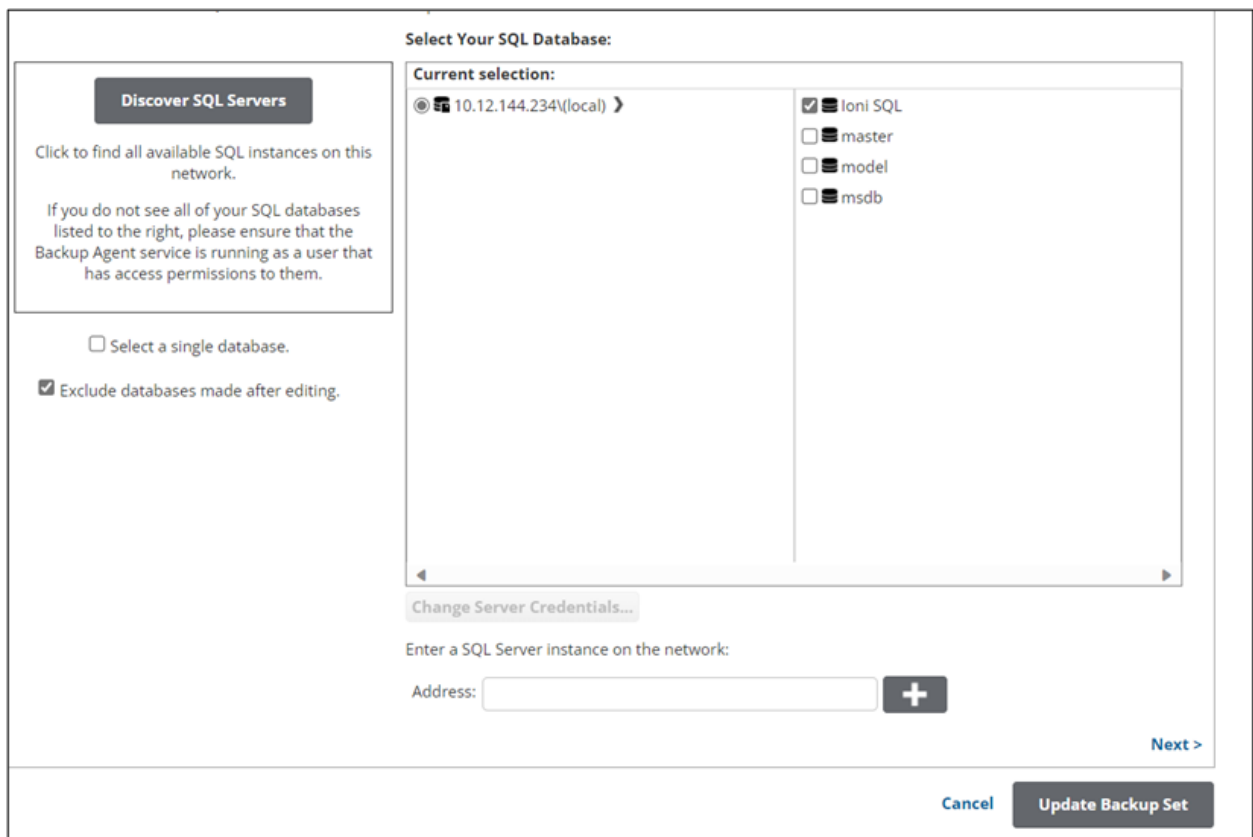 Select Your SQL Database:
Discover SQL Servers
Click to find all available SQL instances on this
network.
If you do not see all of your SQL databases
listed to the right, please ensure that the
Backup Agent service is running as a user that
has access permissions to them.
Select a single database.
Exclude databases made after editing.
Current selection:
10.12.144.234\(local)
Ioni SQL
master
model
msdb
Change Server Credentials...
Enter a SQL Server instance on the network:
Address:
Next >
Cancel
Update Backup Set